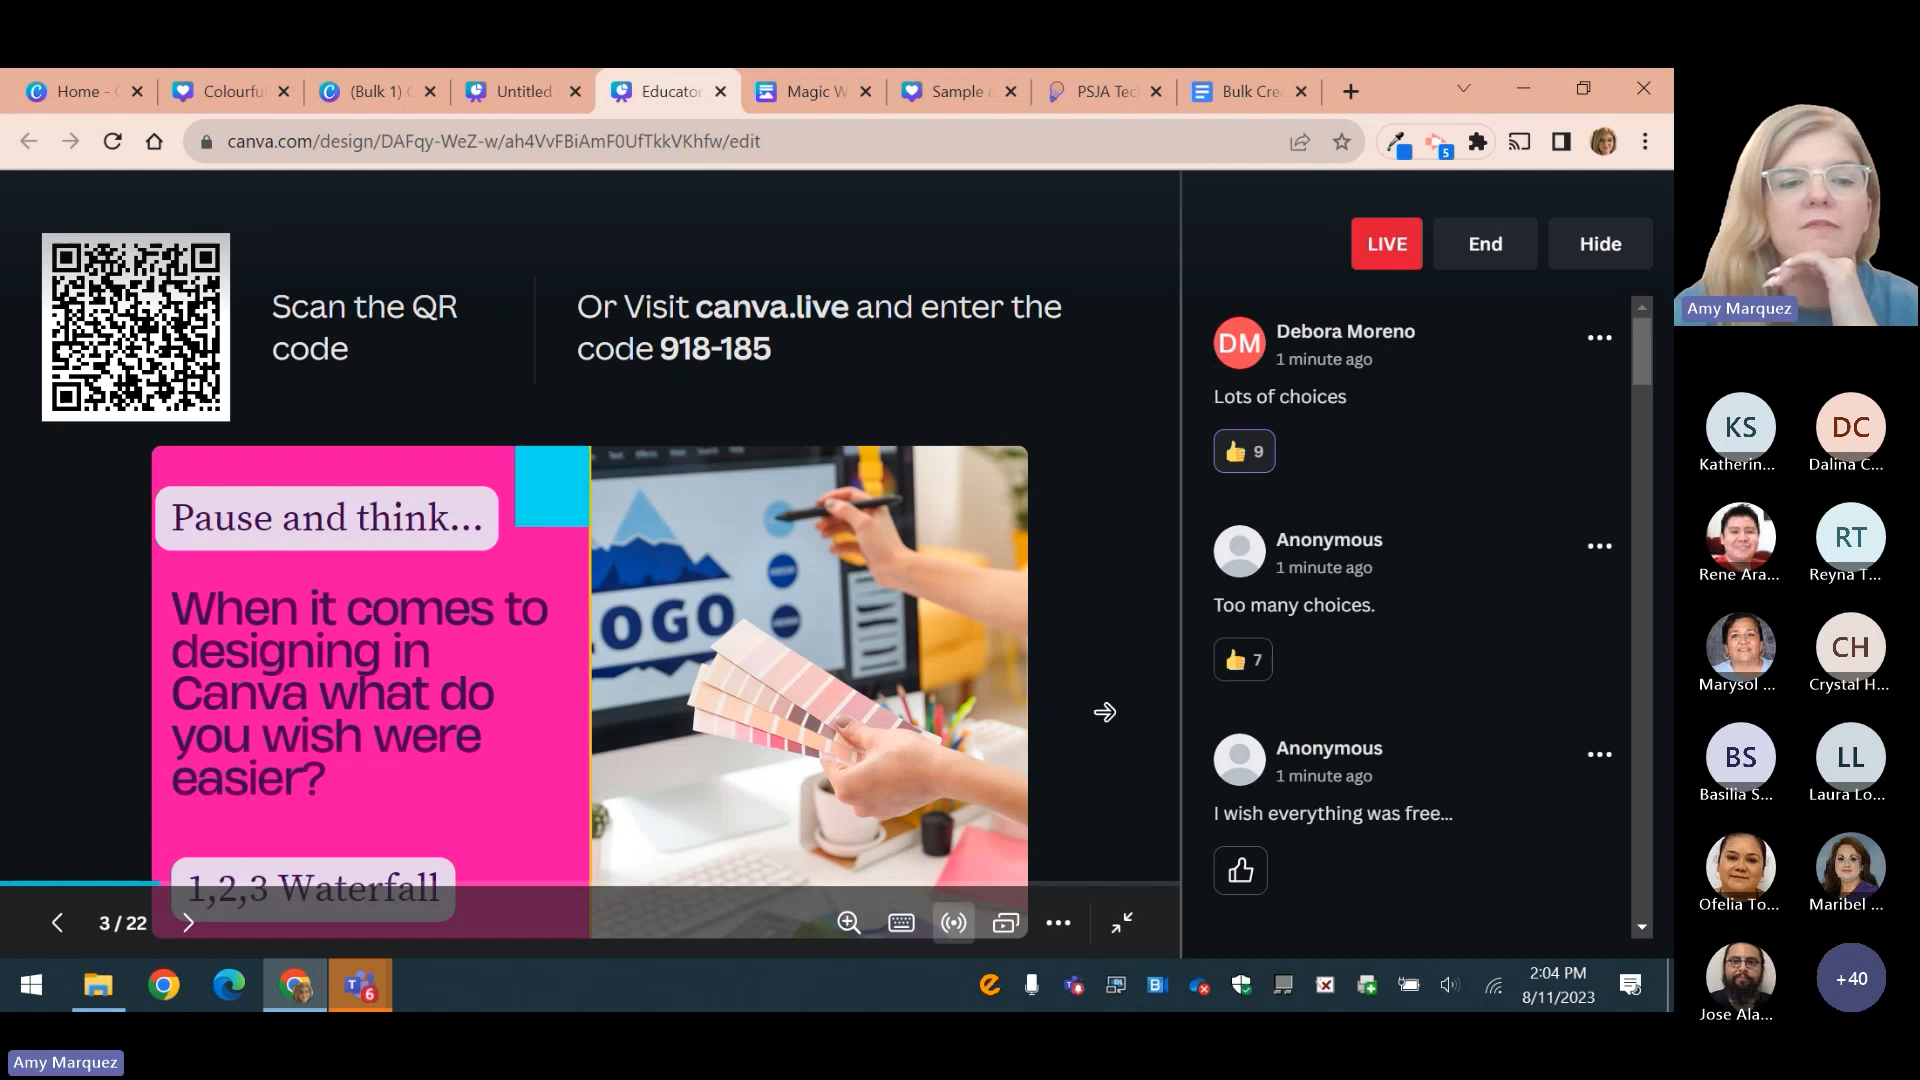 Home -
Colourfu
(Bulk 1)
Untitled
Educator
Magic W
Sample
PSJA Tec
Bulk Cre
canva.com/design/DAFqy-WeZ-w/ah4VvFBiAmF0UfTkkVKhfw/edit
5
Scan the QR
code
Or Visit canva.live and enter the
code 918-185
LIVE
End
Hide
DM
Debora Moreno
1 minute ago
Lots of choices
9
Anonymous
1 minute ago
Too many choices.
7
Anonymous
1 minute ago
I wish everything was free...
Pause and think...
When it comes to
designing in
Canva what do
you wish were
easier?
1,2,3 Waterfall
LOGO
3 / 22
6
2:04 PM
8/11/2023
Amy Marquez
KS
Katherin...
DC
Dalina C...
Rene Ara...
RT
Reyna T...
Marysol ...
CH
Crystal H...
BS
Basilia S...
LL
Laura Lo...
Ofelia To...
Maribel ...
Jose Ala...
+40
Amy Marquez